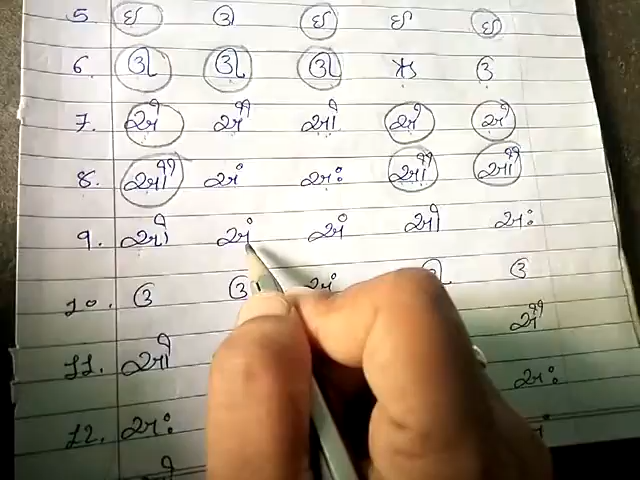 5 ઈ ઉ ઈ ઇ ઈ
6. ઊ ઊ ઊ ઋ ઉ
7. એ ઐ ઓ એ એ
8. ઔ અં અઃ ઔ ઔ
9. ઓ અં અં ઓ અઃ
10. ઉ ઉ અં ઉ
11. ઓ ઐ
12. અઃ અઃ